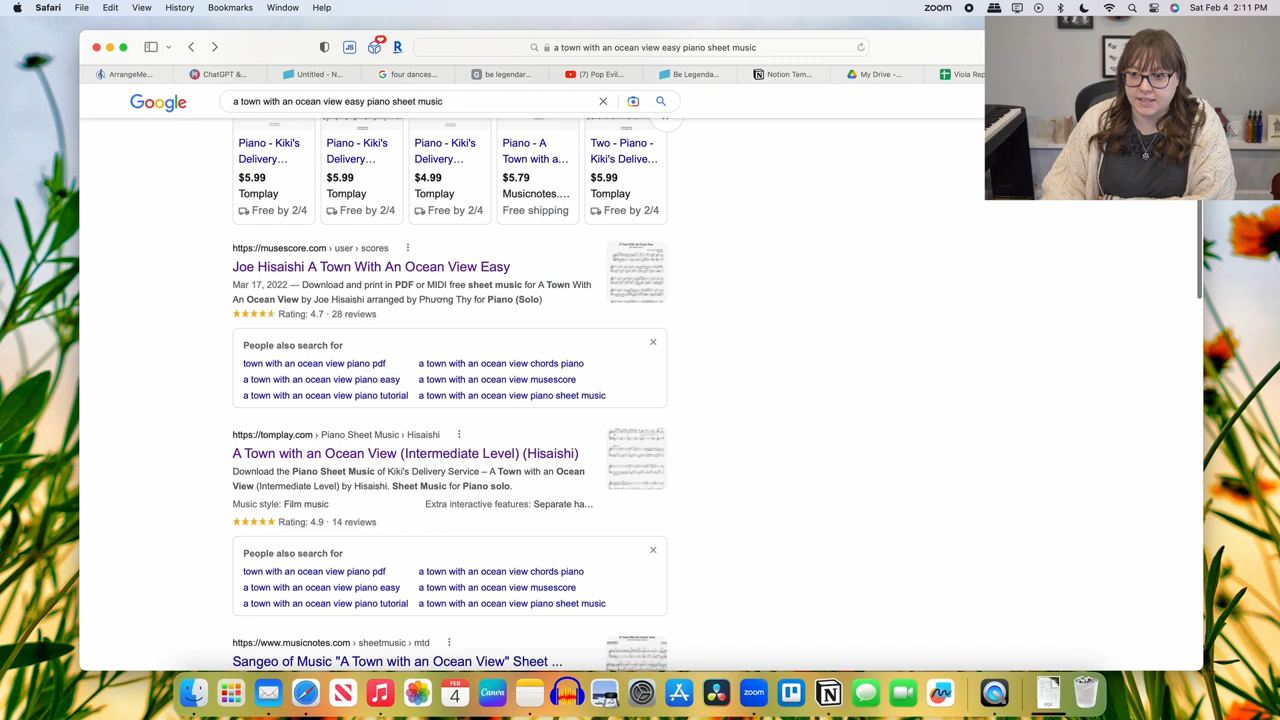 Safari File Edit View History Bookmarks Window Help zoom Sat Feb 4 2:11 PM
a town with an ocean view easy piano sheet music
ArrangeMe... ChatGPT &... Untitled – N... four dances... be legendar... (7) Pop Evil... Be Legenda... Notion Tem... My Drive -... Viola Rep
Google a town with an ocean view easy piano sheet music
Piano - Kiki's Piano - Kiki's Piano - Kiki's Piano - A Two - Piano -
Delivery… Delivery… Delivery… Town with a… Kiki's Delive…
$5.99 $5.99 $4.99 $5.79 $5.99
Tomplay Tomplay Tomplay Musicnotes.… Tomplay
Free by 2/4 Free by 2/4 Free by 2/4 Free shipping Free by 2/4
https://musescore.com › user › scores
Joe Hisaishi A Town With An Ocean View Easy
Mar 17, 2022 — Download and print in PDF or MIDI free sheet music for A Town With
An Ocean View by Joe Hisaishi arranged by Phương Thy for Piano (Solo)
Rating: 4.7 · 28 reviews
People also search for
town with an ocean view piano pdf a town with an ocean view chords piano
a town with an ocean view piano easy a town with an ocean view musescore
a town with an ocean view piano tutorial a town with an ocean view piano sheet music
https://tomplay.com › Piano Sheet Music › Hisaishi
A Town with an Ocean View (Intermediate Level) (Hisaishi)
Download the Piano Sheet Music of Kiki's Delivery Service – A Town with an Ocean
View (Intermediate Level) by Hisaishi. Sheet Music for Piano solo.
Music style: Film music Extra interactive features: Separate ha…
Rating: 4.9 · 14 reviews
People also search for
town with an ocean view piano pdf a town with an ocean view chords piano
a town with an ocean view piano easy a town with an ocean view musescore
a town with an ocean view piano tutorial a town with an ocean view piano sheet music
https://www.musicnotes.com › sheetmusic › mtd
Gangeo of Music "A Town with an Ocean View" Sheet ...
FEB
4
Canva
zoom
PDF